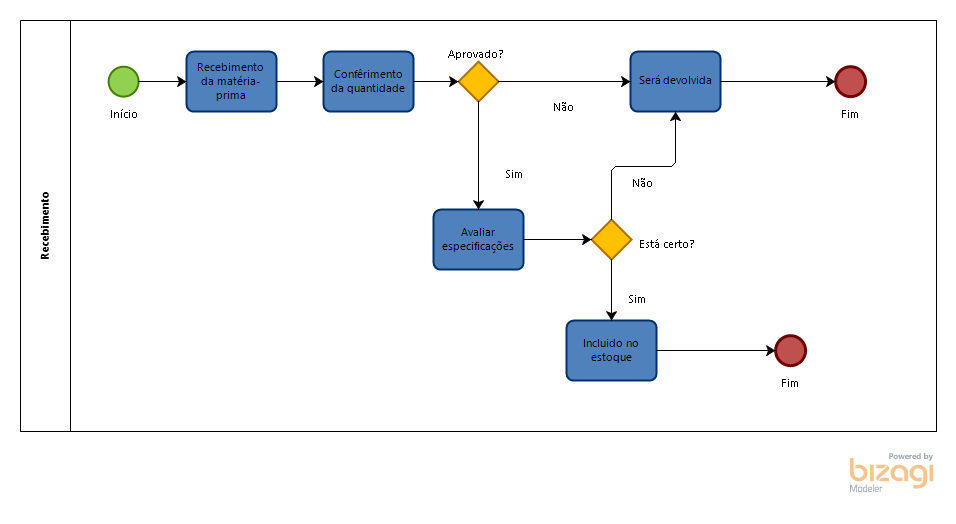 Recebimento
Início
Recebimento
da matéria-
prima
Confêrimento
da quantidade
Aprovado?
Não
Será devolvida
Fim
Sim
Não
Avaliar
especificações
Está certo?
Sim
Incluido no
estoque
Fim
Powered by
bizagi
Modeler